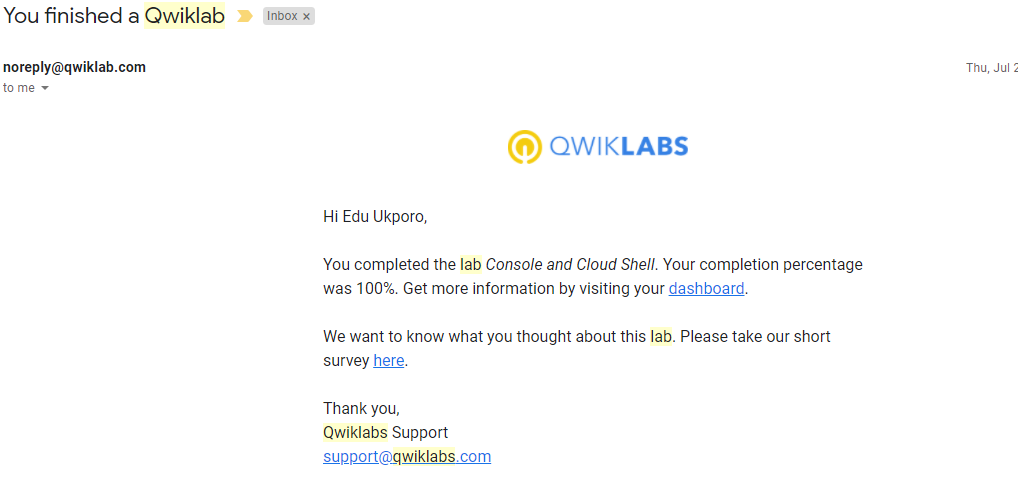 You finished a Qwiklab Inbox ×
noreply@qwiklab.com Thu, Jul 2
to me
QWIKLABS
Hi Edu Ukporo,
You completed the lab Console and Cloud Shell. Your completion percentage
was 100%. Get more information by visiting your dashboard.
We want to know what you thought about this lab. Please take our short
survey here.
Thank you,
Qwiklabs Support
support@qwiklabs.com